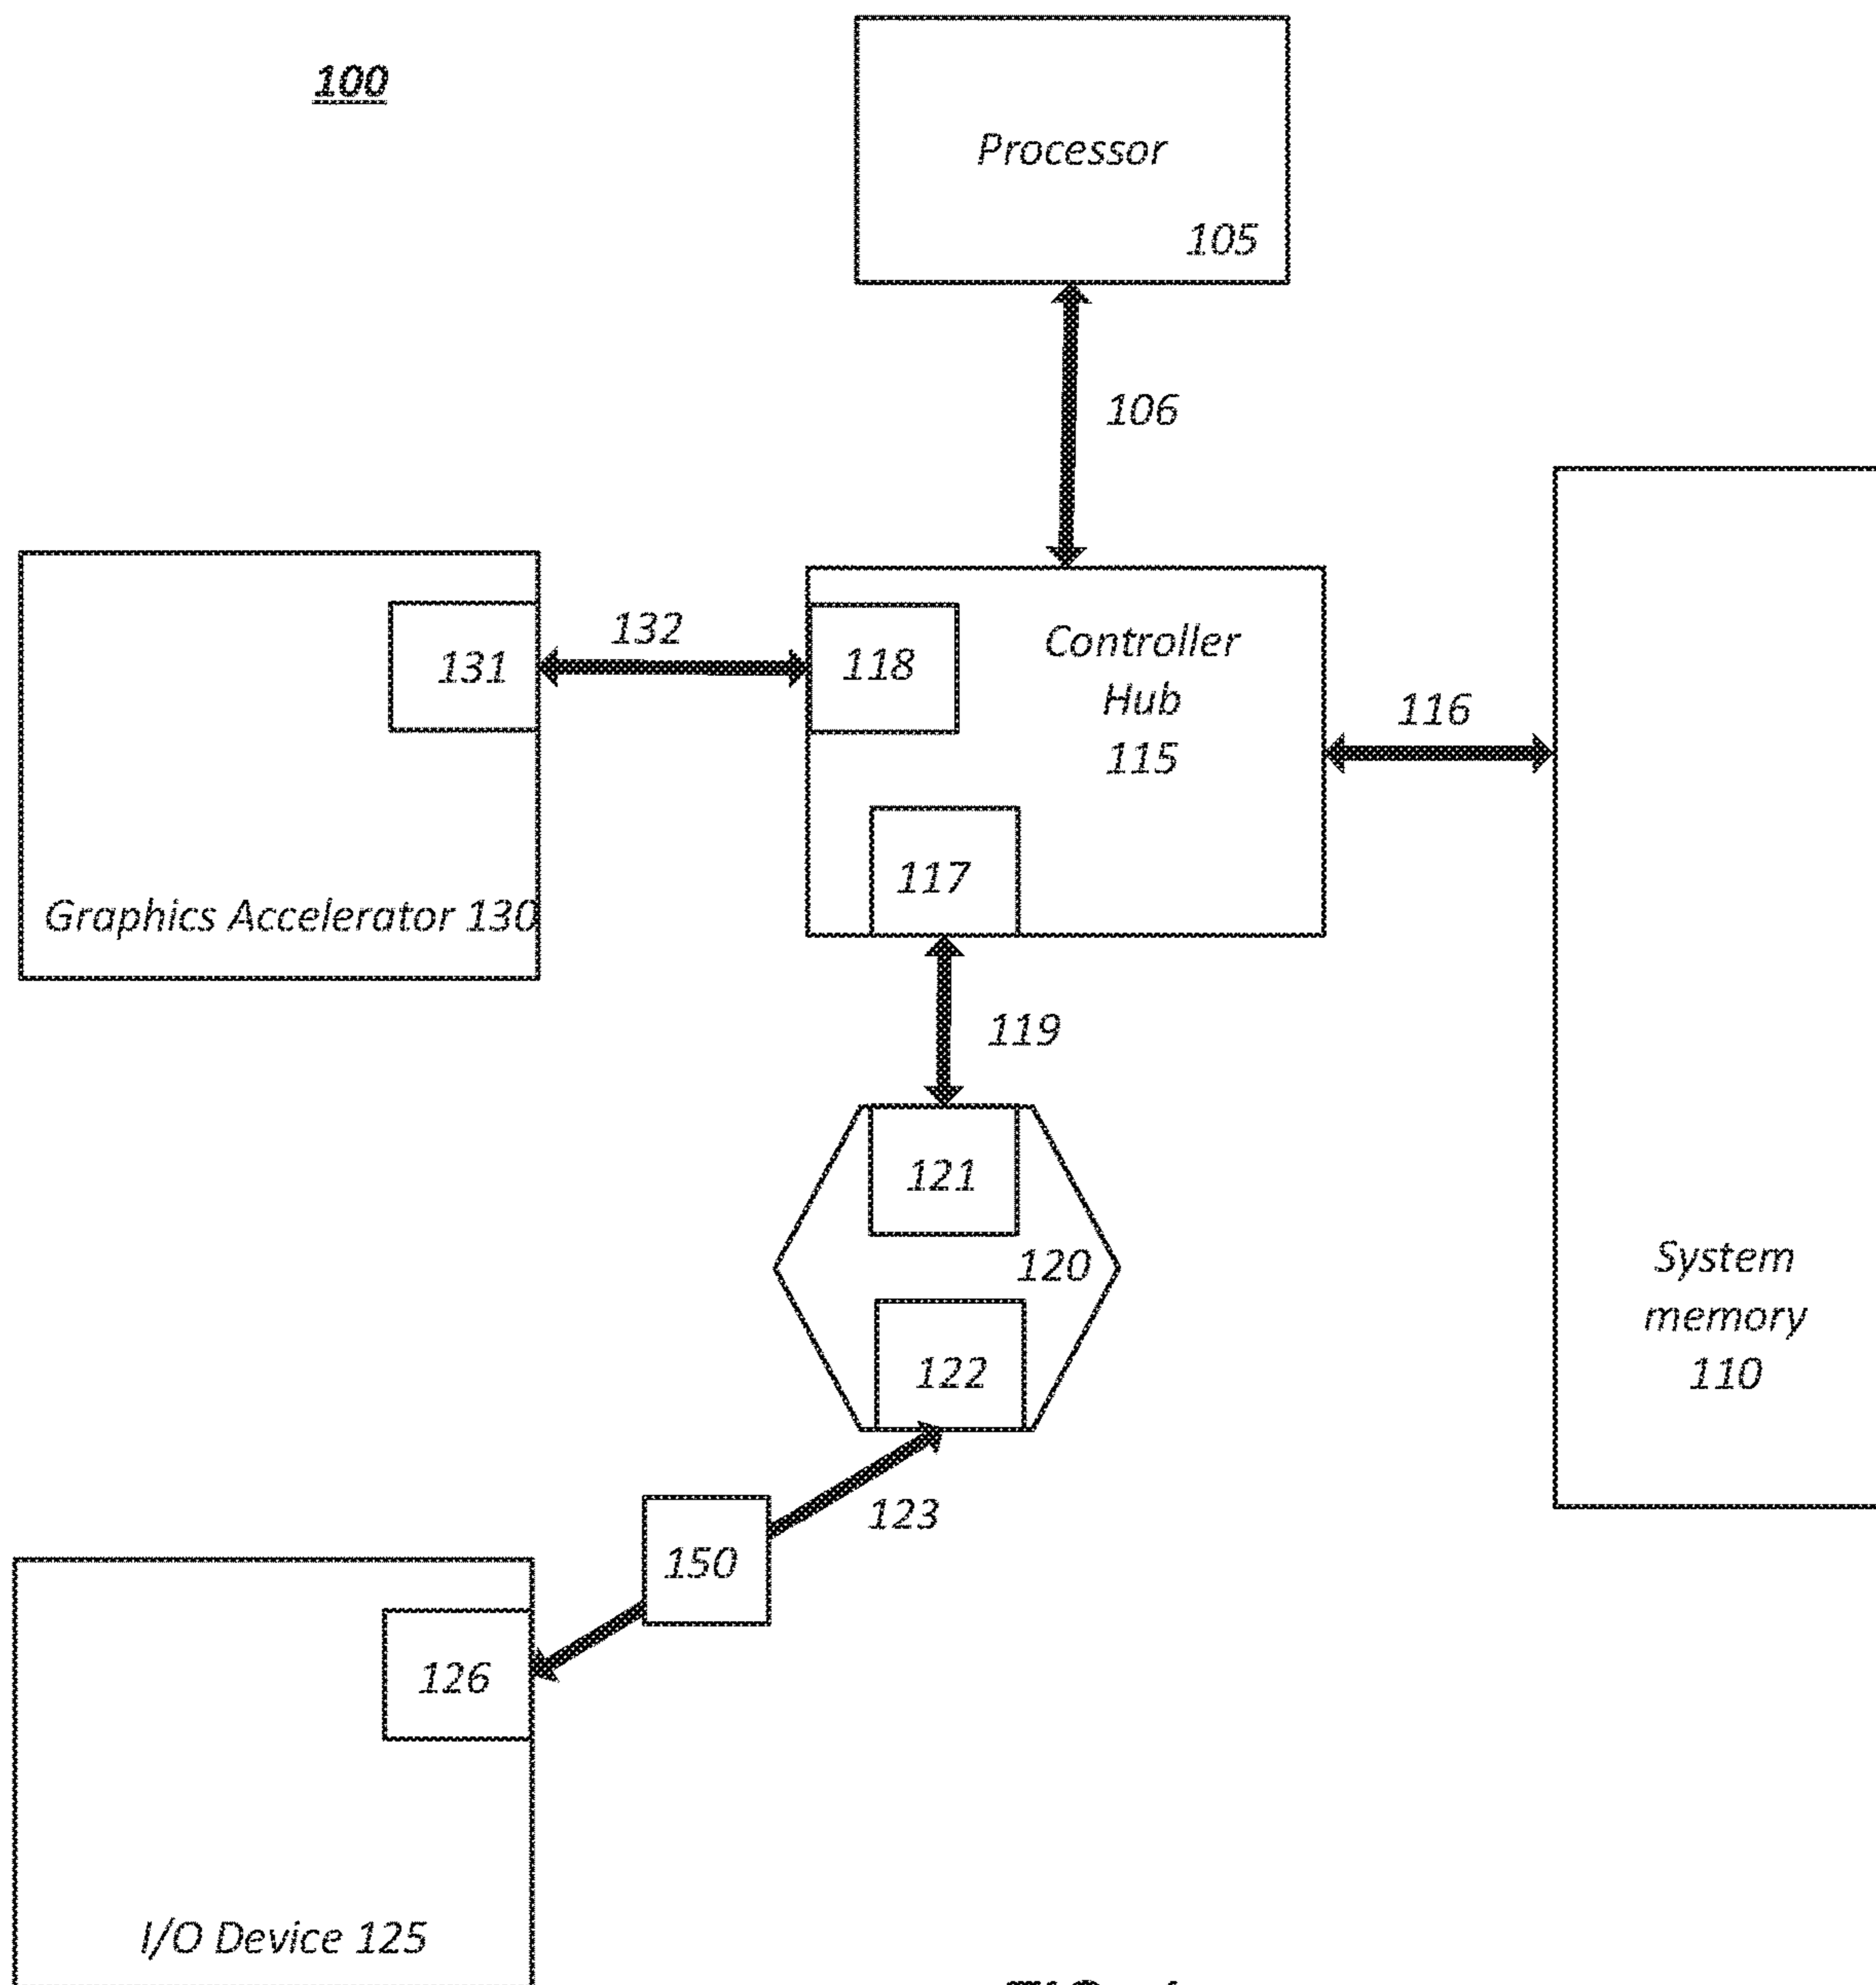 100
Processor
105
106
132
131
118
Controller
Hub
115
116
117
Graphics Accelerator 130
119
121
120
122
System
memory
110
123
150
126
I/O Device 125